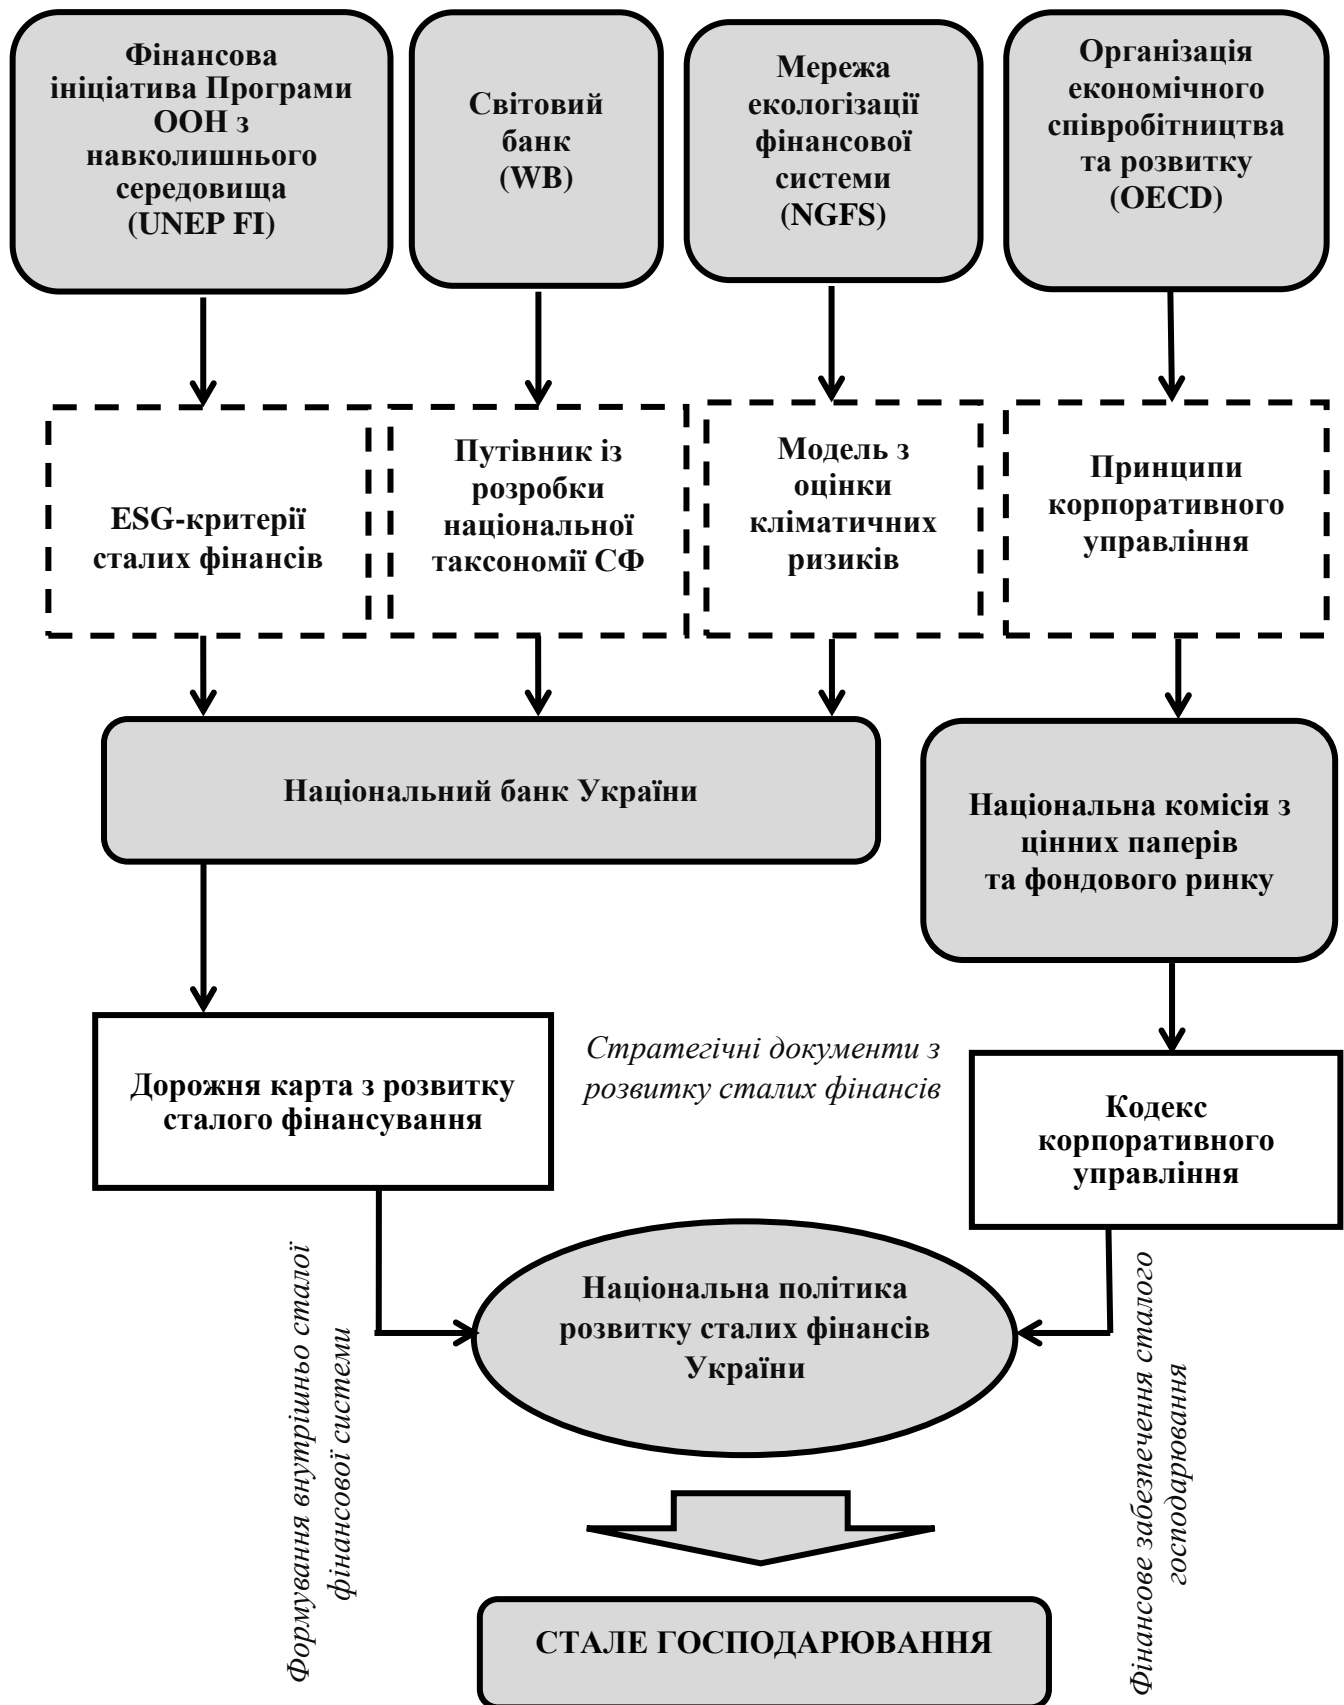 Фінансова
ініціатива Програми
ООН з
навколишнього
середовища
(UNEP FI)
Світовий
банк
(WB)
Мережа
екологізації
фінансової
системи
(NGFS)
Організація
економічного
співробітництва
та розвитку
(OECD)
ESG-критерії
сталих фінансів
Путівник із
розробки
національної
таксономії СФ
Модель з
оцінки
кліматичних
ризиків
Принципи
корпоративного
управління
Національний банк України
Національна комісія з
цінних паперів
та фондового ринку
Дорожня карта з розвитку
сталого фінансування
Стратегічні документи з
розвитку сталих фінансів
Кодекс
корпоративного
управління
Формування внутрішньо сталої
фінансової системи
Національна політика
розвитку сталих фінансів
України
Фінансове забезпечення сталого
господарювання
СТАЛЕ ГОСПОДАРЮВАННЯ